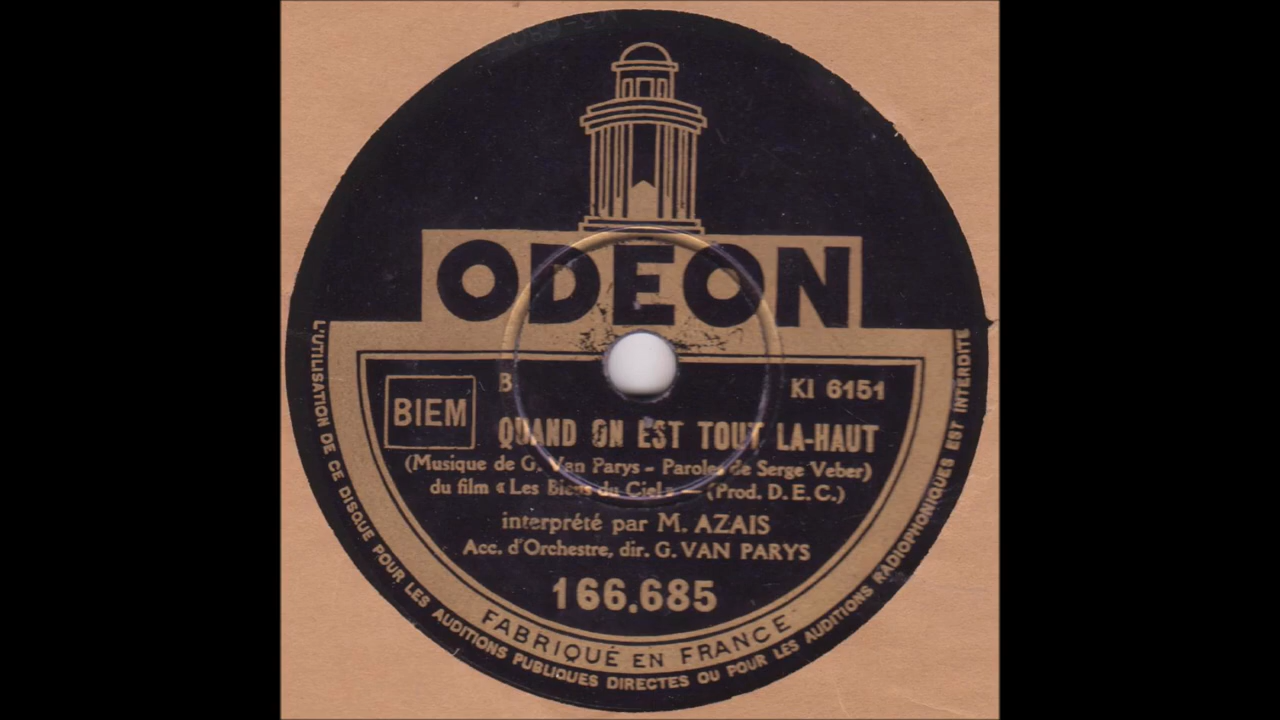 ODEON
B
KI 6151
BIEM
QUAND ON EST TOUT LA-HAUT
(Musique de G. Van Parys - Paroles de Serge Veber)
du film « Les Bleus du Ciel » — (Prod. D. E. C.)
interprété par M. AZAIS
Acc. d'Orchestre, dir. G. VAN PARYS
166.685
FABRIQUÉ EN FRANCE
L'UTILISATION DE CE DISQUE POUR LES AUDITIONS PUBLIQUES DIRECTES OU POUR LES AUDITIONS RADIOPHONIQUES EST INTERDITE